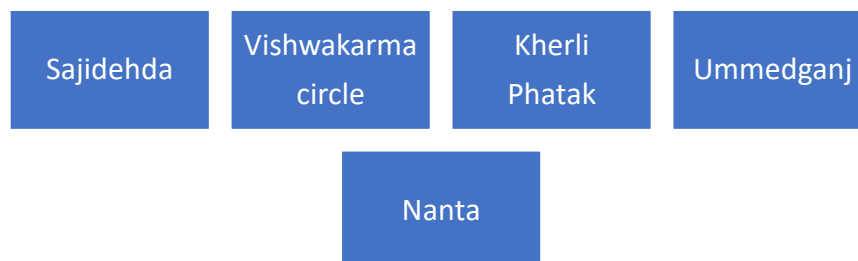 Sajidehda
Vishwakarma
circle
Kherli
Phatak
Ummedganj
Nanta